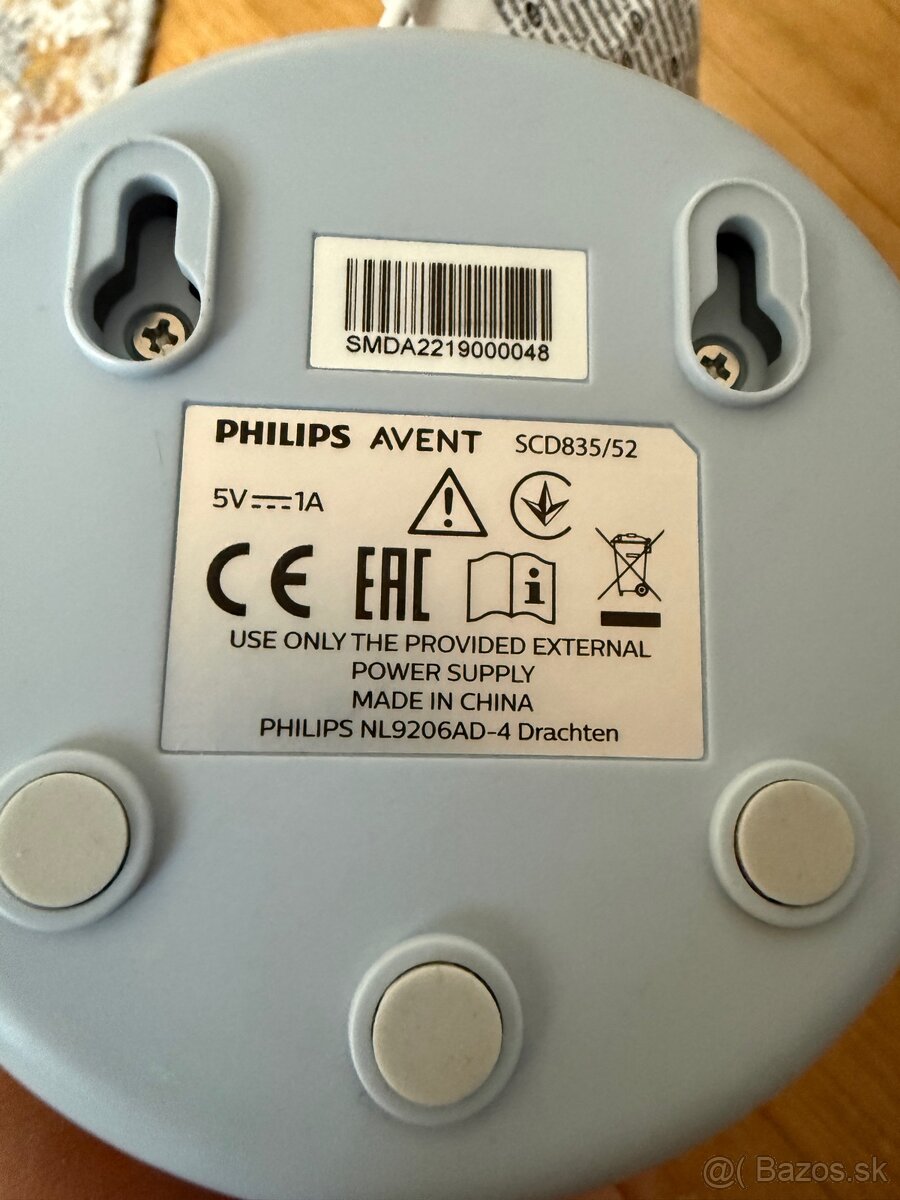 SMDA2219000048
PHILIPS AVENT SCD835/52
5V⎓1A
CE EAC
USE ONLY THE PROVIDED EXTERNAL
POWER SUPPLY
MADE IN CHINA
PHILIPS NL9206AD-4 Drachten
@( Bazos.sk